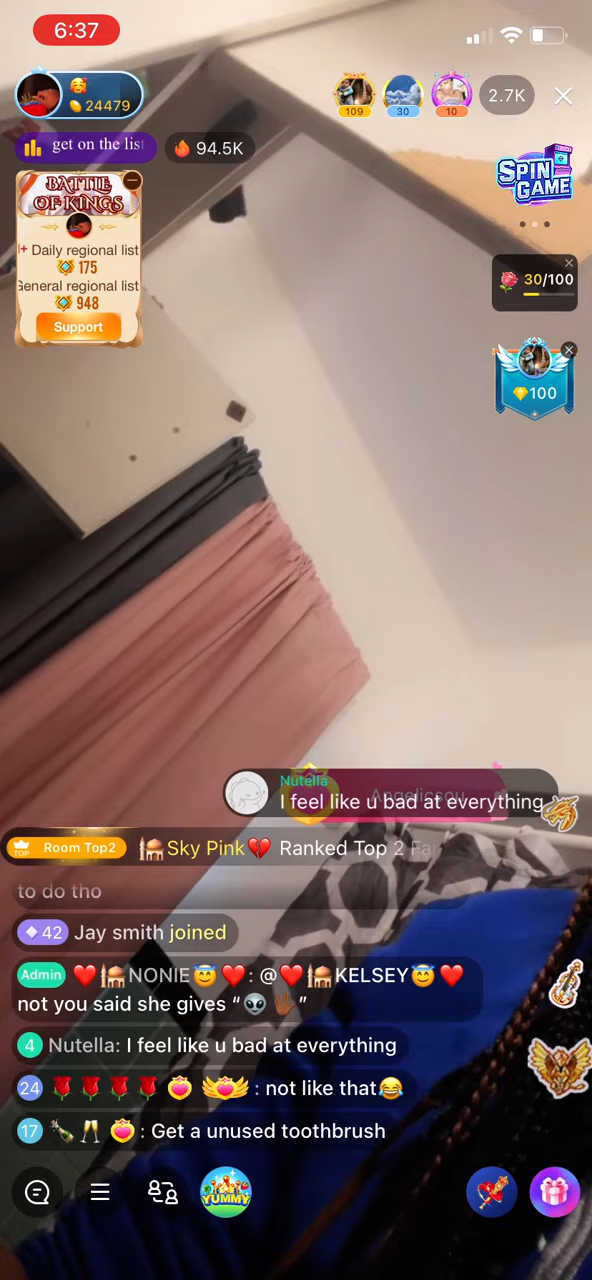 6:37
🥰
24479
109
30
10
2.7K
get on the lis
94.5K
BATTLE
OF KINGS
SPIN
GAME
Daily regional list
175
General regional list
948
Support
30/100
100
Nutella
I feel like u bad at everything
Room Top2 🕌Sky Pink💔 Ranked Top 2
to do tho
42 Jay smith joined
Admin ❤️🕌NONIE😇❤️: @❤️🕌KELSEY😇❤️
not you said she gives “👽🤚🏾”
4 Nutella: I feel like u bad at everything
24 🌹🌹🌹🌹 : not like that😂
17 🍾🥂 : Get a unused toothbrush
YUMMY